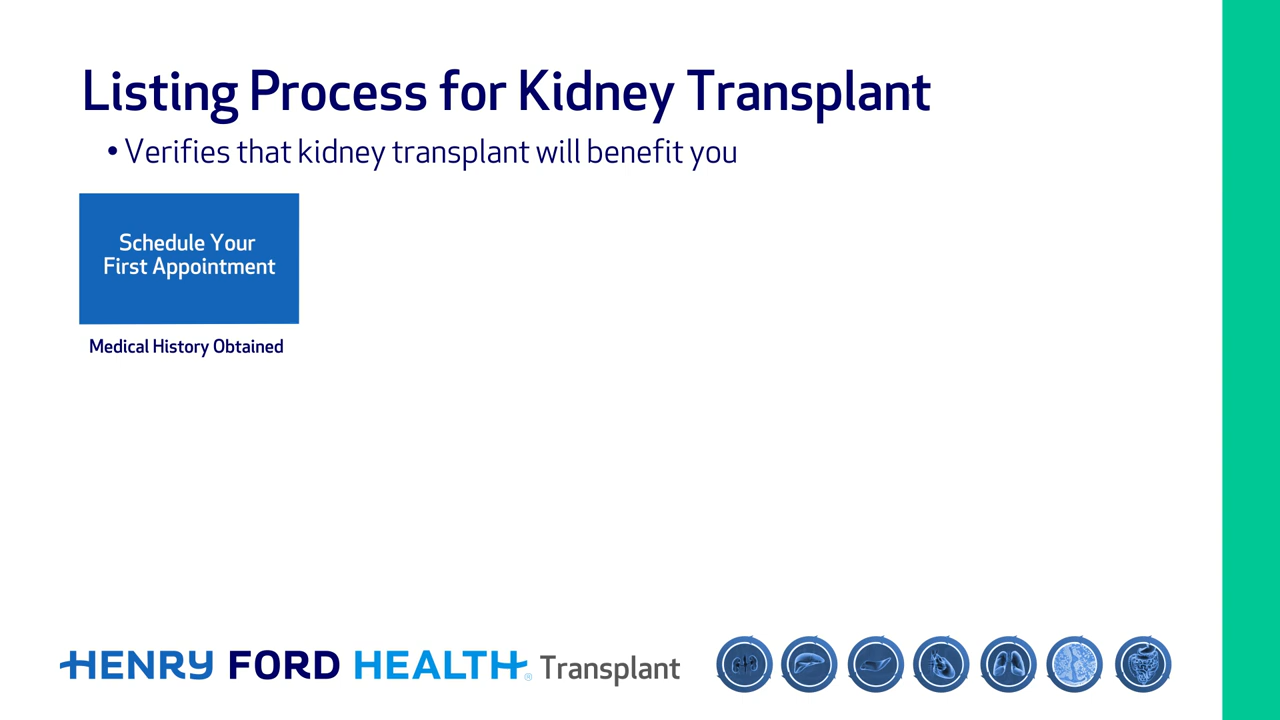 Listing Process for Kidney Transplant
• Verifies that kidney transplant will benefit you
Schedule Your
First Appointment
Medical History Obtained
HENRY FORD HEALTH® Transplant